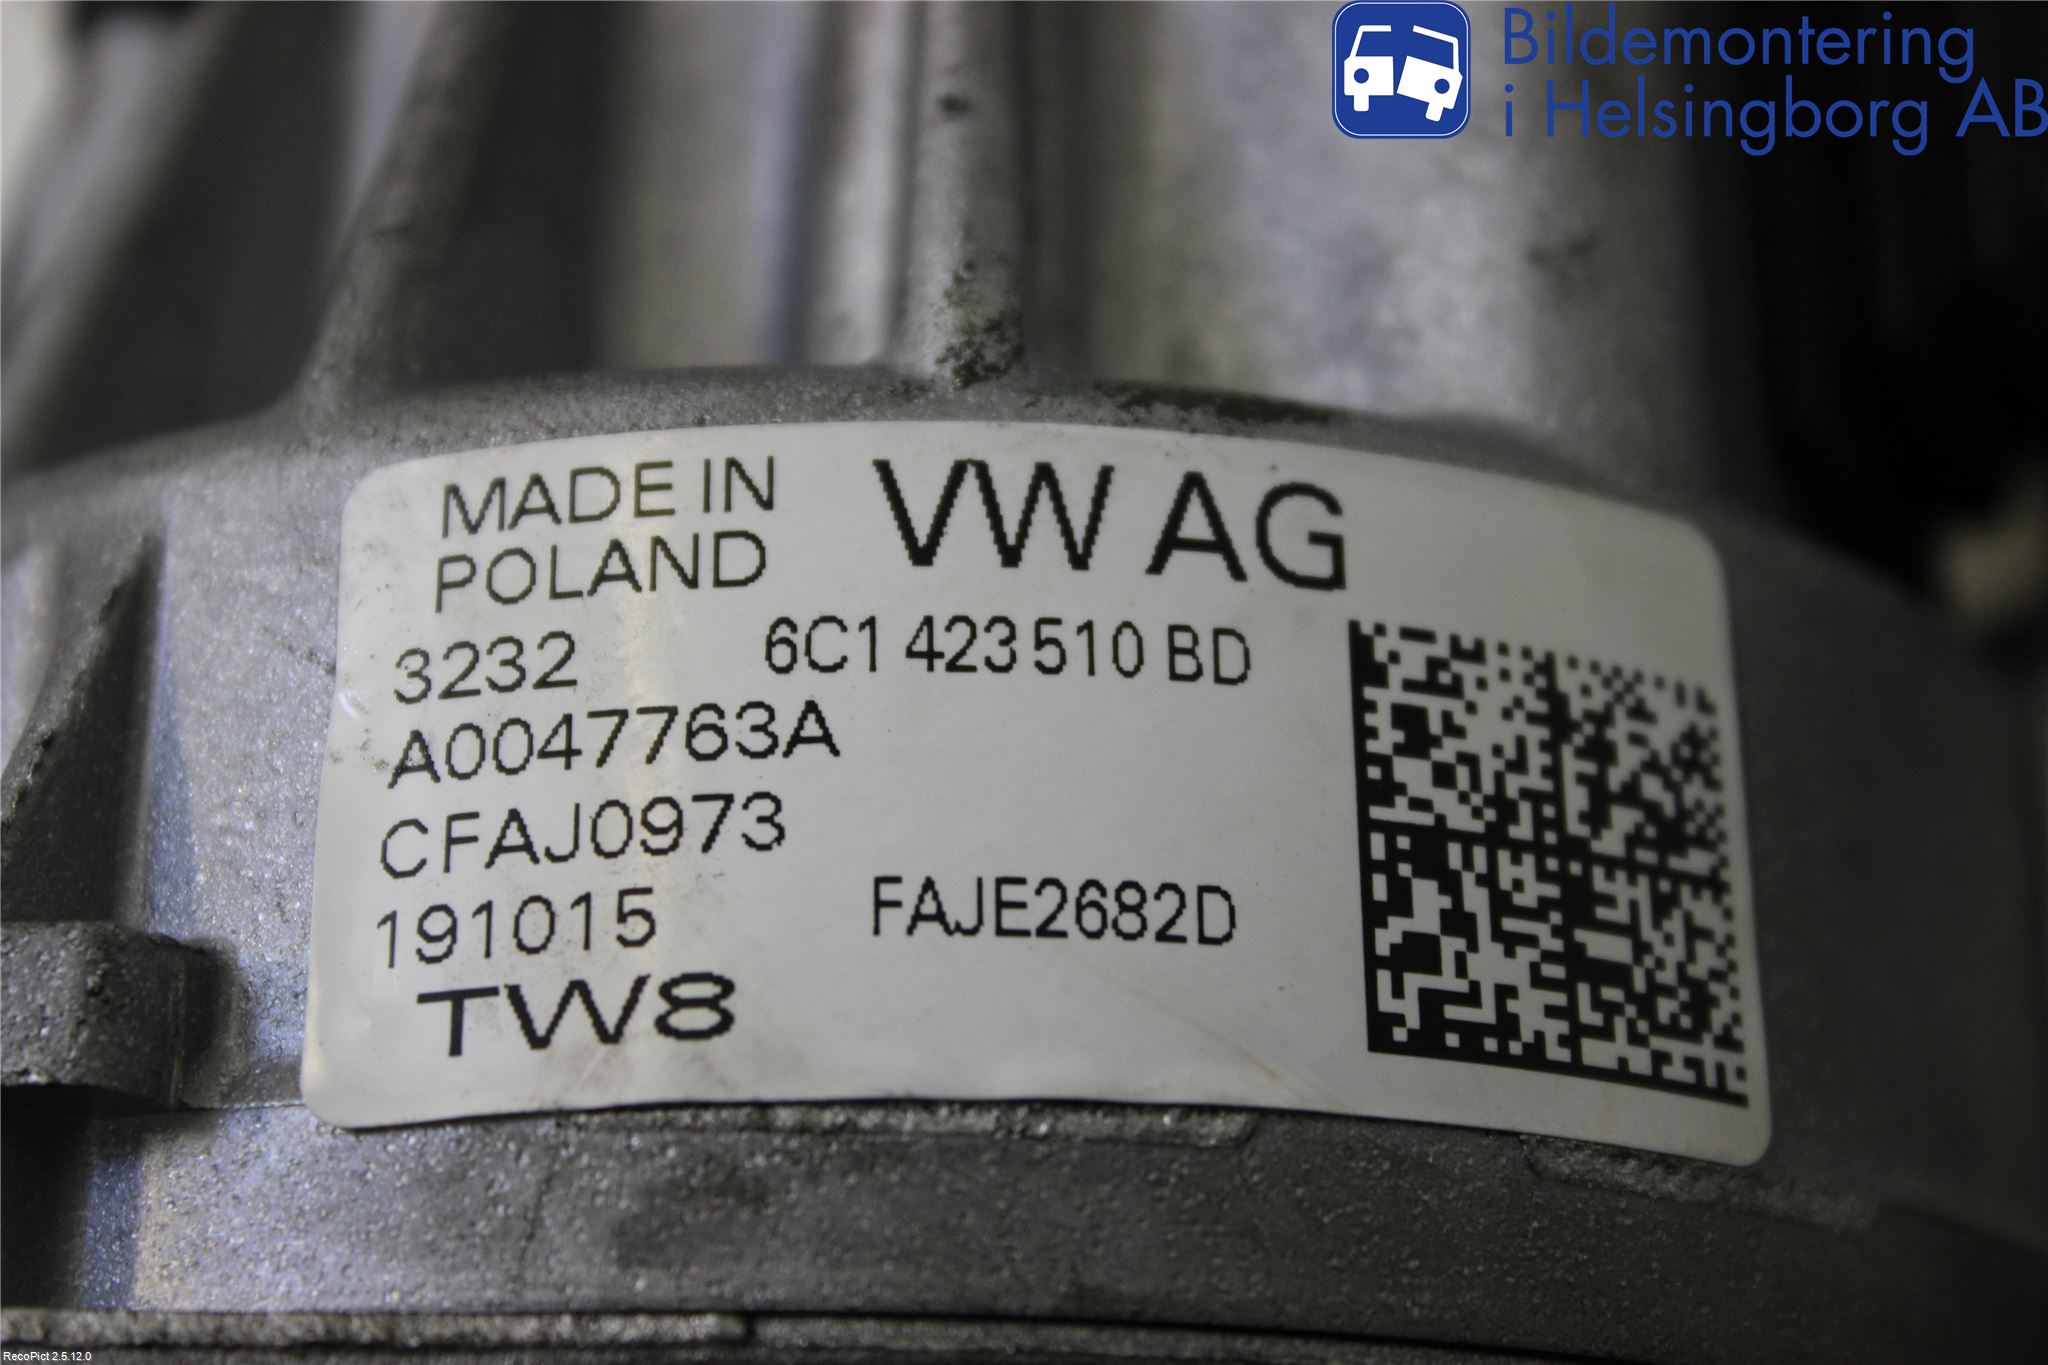 Bildemontering
i Helsingborg AB
MADE IN
POLAND
VW AG
3232
6C1 423 510 BD
A0047763A
CFAJ0973
191015
FAJE2682D
TW8
RecoPict 2.5.12.0